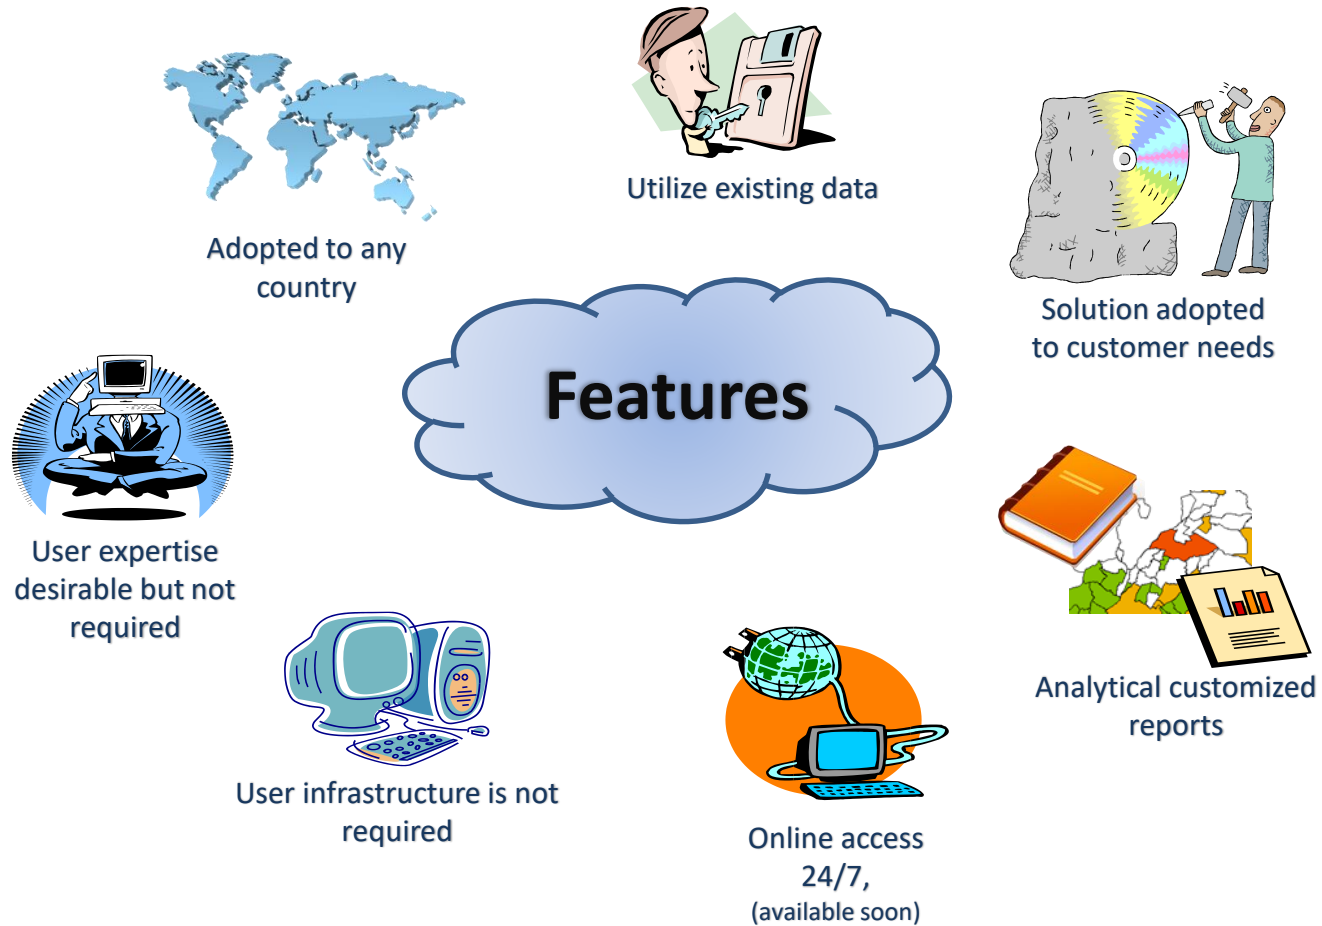 Utilize existing data
Adopted to any
country
Solution adopted
to customer needs
Features
User expertise
desirable but not
required
Analytical customized
reports
User infrastructure is not
required
Online access
24/7,
(available soon)